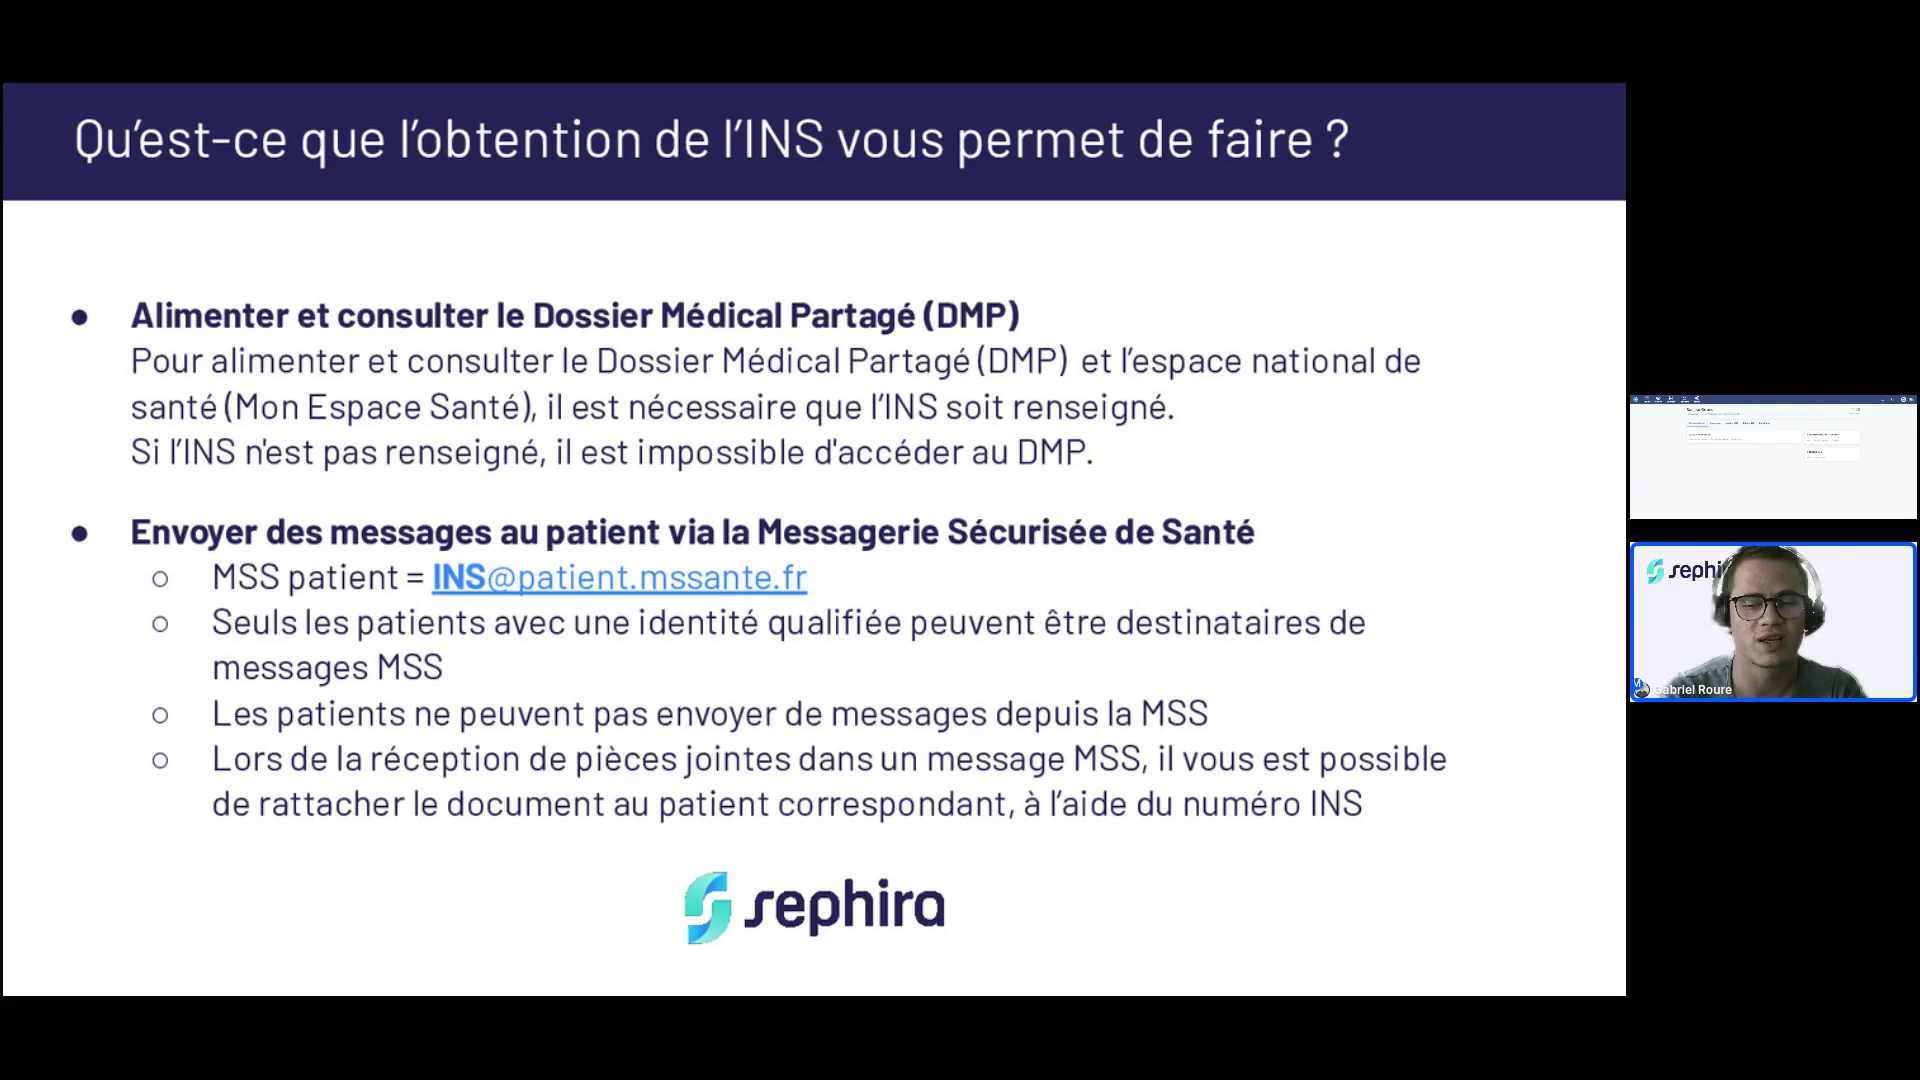 Qu'est-ce que l'obtention de l'INS vous permet de faire ?
● Alimenter et consulter le Dossier Médical Partagé (DMP)
Pour alimenter et consulter le Dossier Médical Partagé (DMP) et l'espace national de
santé (Mon Espace Santé), il est nécessaire que l'INS soit renseigné.
Si l'INS n'est pas renseigné, il est impossible d'accéder au DMP.
● Envoyer des messages au patient via la Messagerie Sécurisée de Santé
○ MSS patient = INS@patient.mssante.fr
○ Seuls les patients avec une identité qualifiée peuvent être destinataires de
messages MSS
○ Les patients ne peuvent pas envoyer de messages depuis la MSS
○ Lors de la réception de pièces jointes dans un message MSS, il vous est possible
de rattacher le document au patient correspondant, à l'aide du numéro INS
sephira
sephi
Gabriel Roure